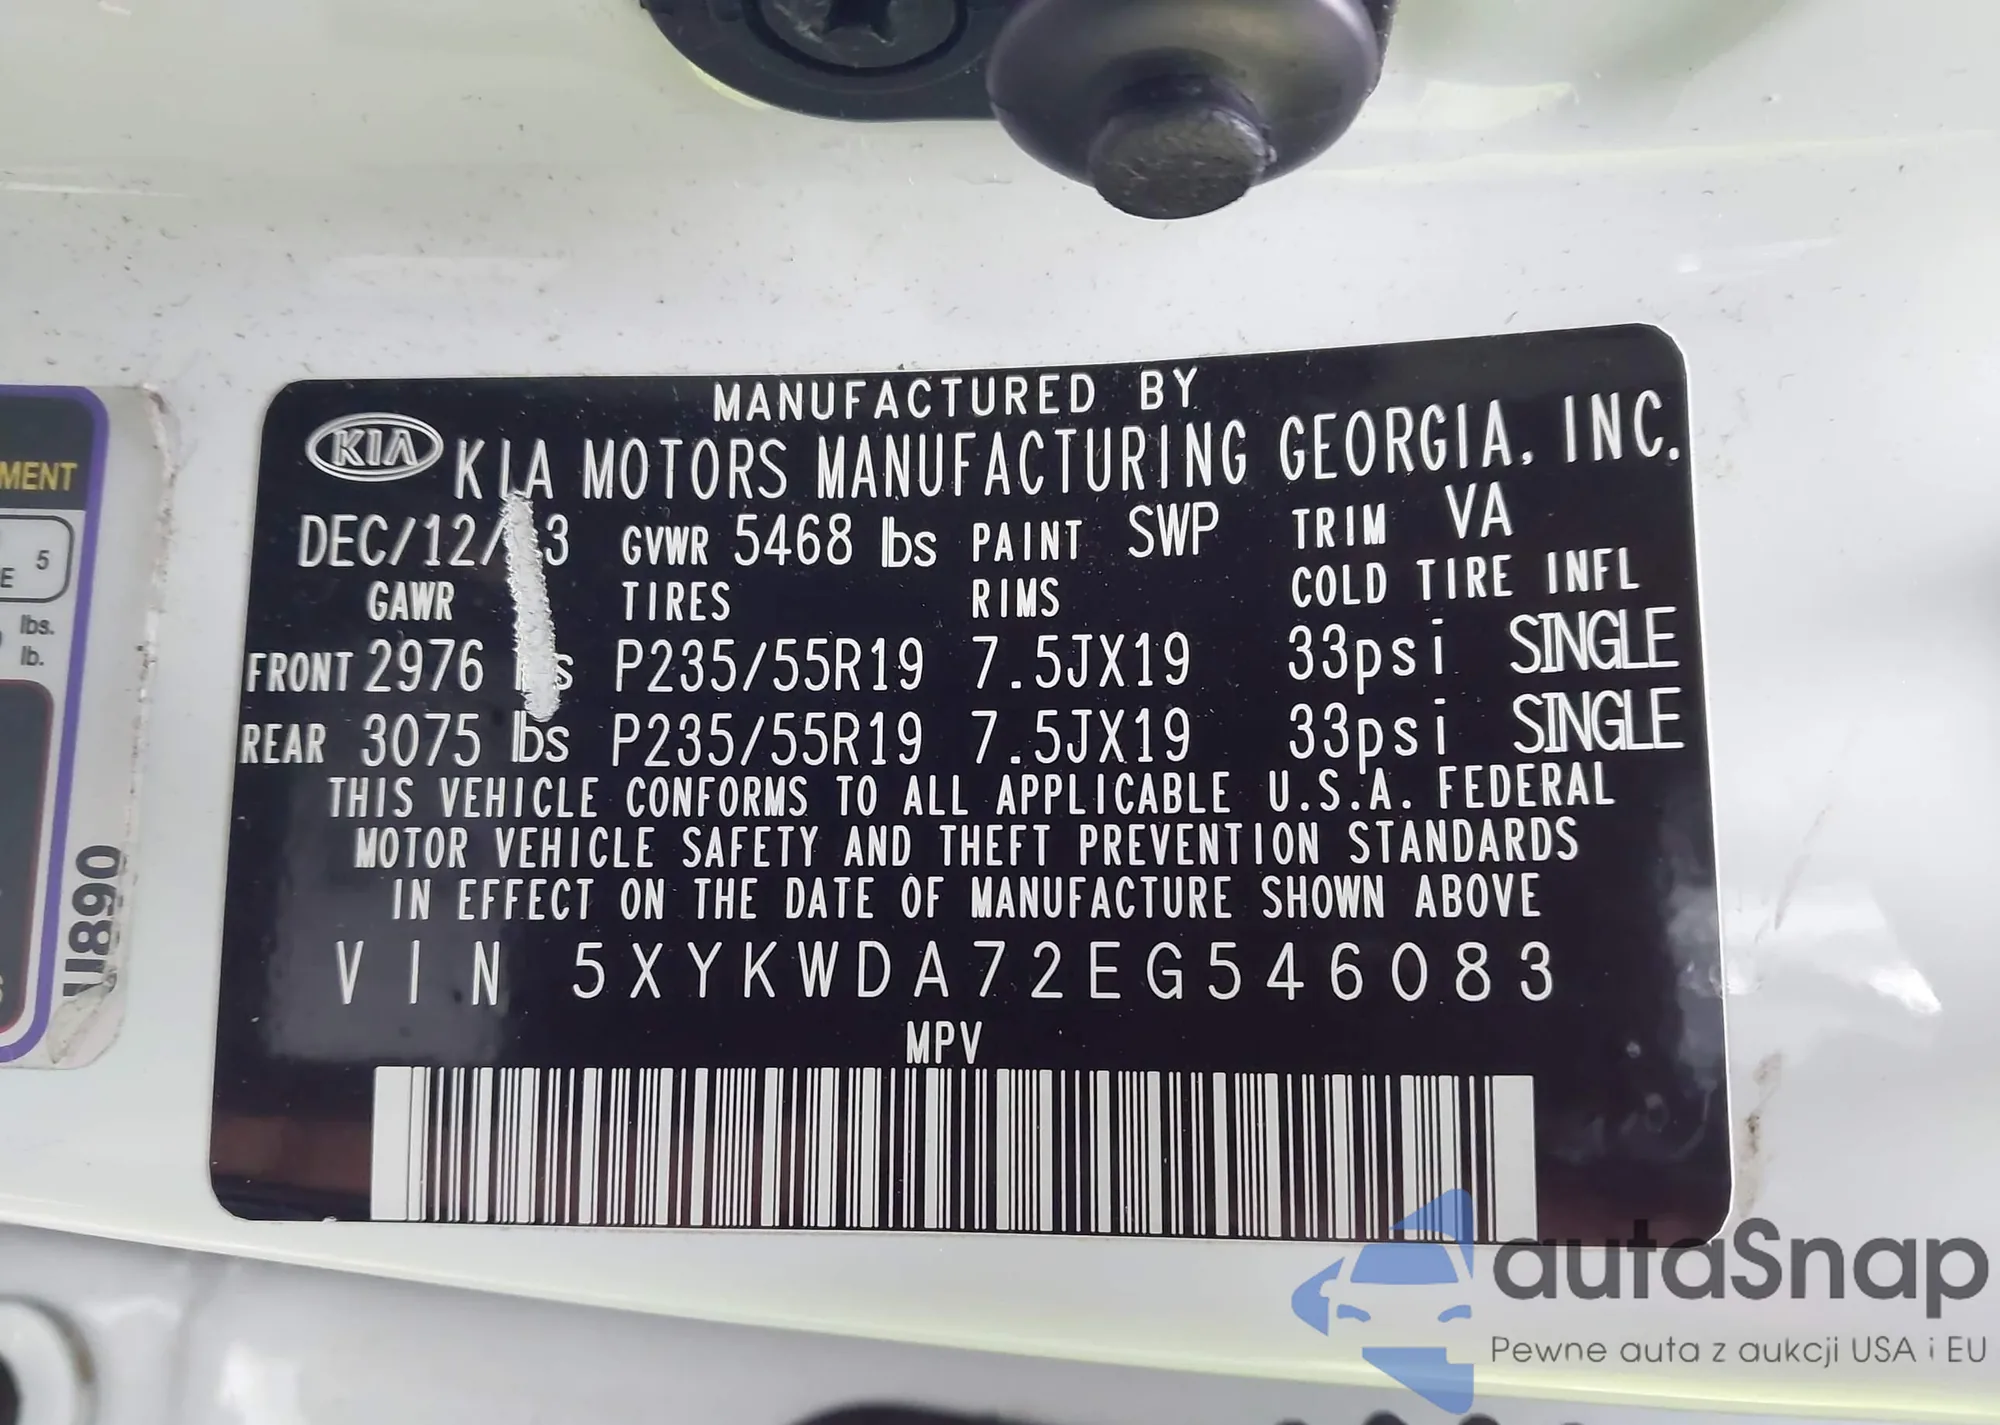 MANUFACTURED BY
KIA KIA MOTORS MANUFACTURING GEORGIA, INC.
DEC/12/ 3 GVWR 5468 lbs PAINT SWP TRIM VA
GAWR TIRES RIMS COLD TIRE INFL
FRONT 2976 lbs P235/55R19 7.5JX19 33psi SINGLE
REAR 3075 lbs P235/55R19 7.5JX19 33psi SINGLE
THIS VEHICLE CONFORMS TO ALL APPLICABLE U.S.A. FEDERAL
MOTOR VEHICLE SAFETY AND THEFT PREVENTION STANDARDS
IN EFFECT ON THE DATE OF MANUFACTURE SHOWN ABOVE
VIN 5XYKWDA72EG546083
MPV
MENT
5
lbs.
lb.
autaSnap
Pewne auta z aukcji USA i EU